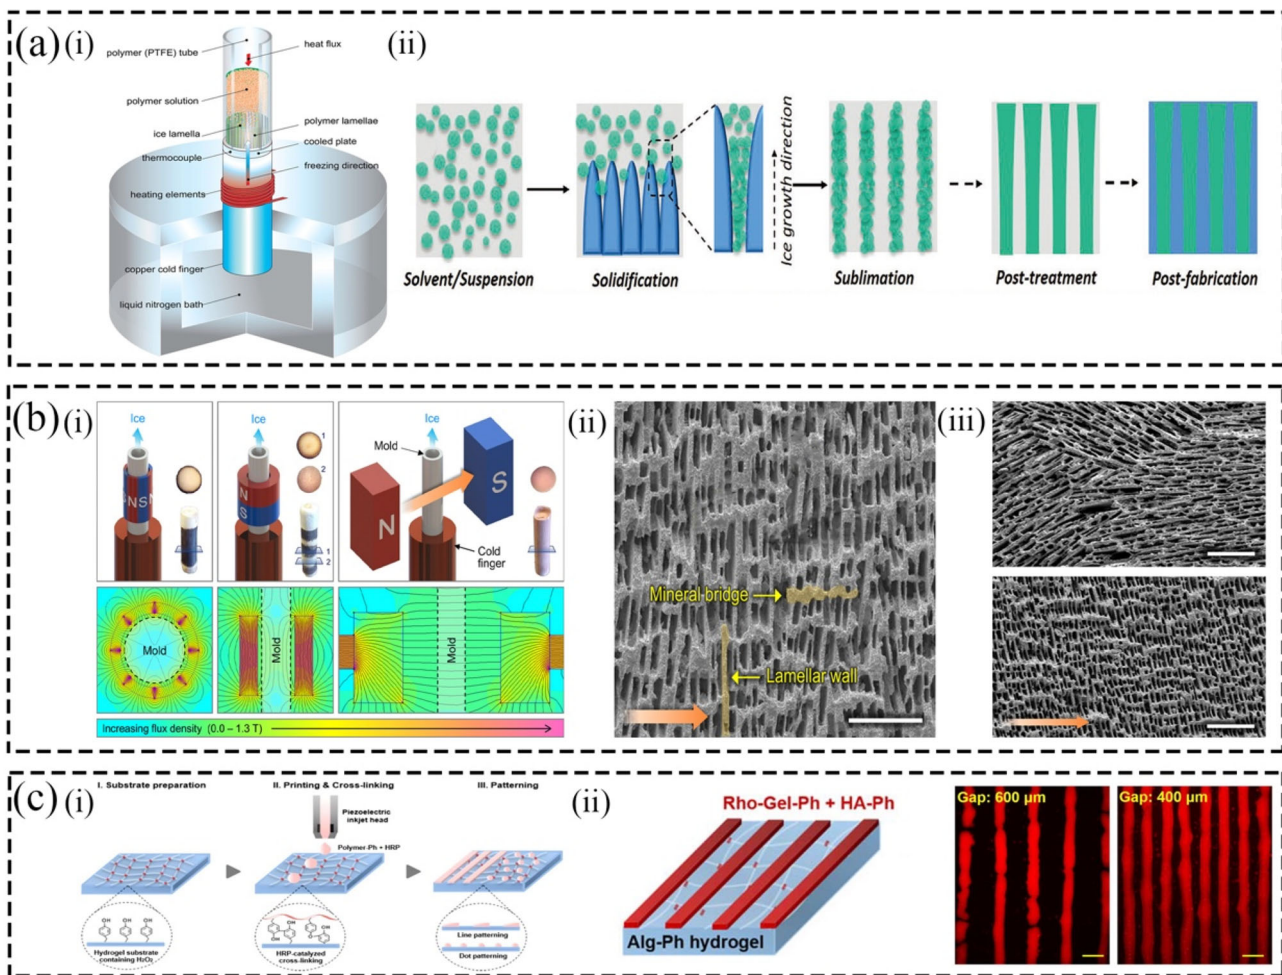 (a)
(i)
polymer (PTFE) tube
heat flux
polymer solution
ice lamella
polymer lamellae
thermocouple
cooled plate
freezing direction
heating elements
copper cold finger
liquid nitrogen bath
(ii)
Solvent/Suspension
Solidification
Ice growth direction
Sublimation
Post-treatment
Post-fabrication
(b)
(i)
Ice
NSN
Ice
N
S
1
2
1
2
Ice
Mold
N
S
Cold
finger
Mold
Mold
Mold
Increasing flux density (0.0 – 1.3 T)
(ii)
Mineral bridge
Lamellar wall
(iii)
(c)
(i)
I. Substrate preparation
OH
OH
OH
Hydrogel substrate
containing H₂O₂
II. Printing & Cross-linking
Piezoelectric
inkjet head
Polymer-Ph + HRP
HRP-catalyzed
cross-linking
III. Patterning
Line patterning
Dot patterning
(ii)
Rho-Gel-Ph + HA-Ph
Alg-Ph hydrogel
Gap: 600 μm
Gap: 400 μm